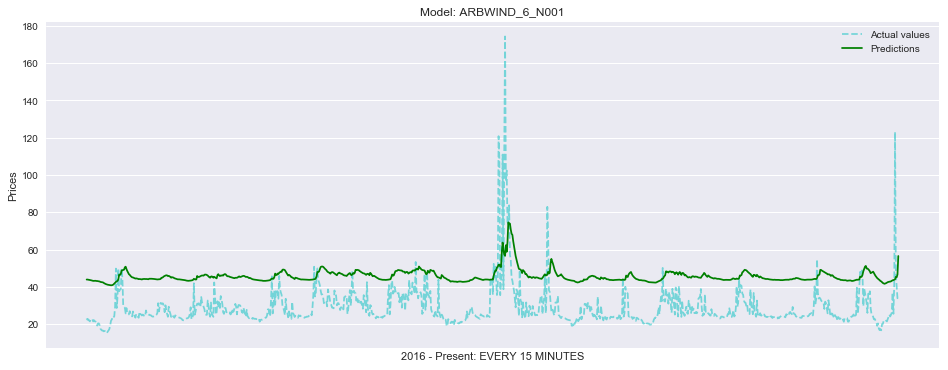 Model: ARBWIND_6_N001
180
160
140
120
100
80
60
40
20
Prices
Actual values
Predictions
2016 - Present: EVERY 15 MINUTES